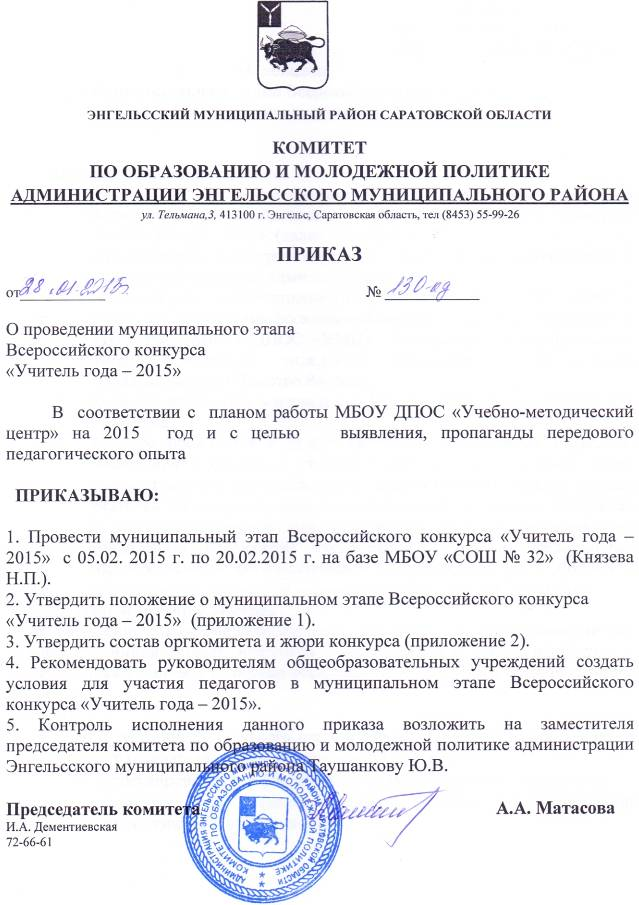 ЭНГЕЛЬССКИЙ МУНИЦИПАЛЬНЫЙ РАЙОН САРАТОВСКОЙ ОБЛАСТИ
КОМИТЕТ
ПО ОБРАЗОВАНИЮ И МОЛОДЕЖНОЙ ПОЛИТИКЕ
АДМИНИСТРАЦИИ ЭНГЕЛЬССКОГО МУНИЦИПАЛЬНОГО РАЙОНА
ул. Тельмана,3, 413100 г. Энгельс, Саратовская область, тел (8453) 55-99-26
ПРИКАЗ
от 28.01.2015г. № 130-од
О проведении муниципального этапа
Всероссийского конкурса
«Учитель года – 2015»
В соответствии с планом работы МБОУ ДПОС «Учебно-методический
центр» на 2015 год и с целью выявления, пропаганды передового
педагогического опыта
ПРИКАЗЫВАЮ:
1. Провести муниципальный этап Всероссийского конкурса «Учитель года –
2015» с 05.02. 2015 г. по 20.02.2015 г. на базе МБОУ «СОШ № 32» (Князева
Н.П.).
2. Утвердить положение о муниципальном этапе Всероссийского конкурса
«Учитель года – 2015» (приложение 1).
3. Утвердить состав оргкомитета и жюри конкурса (приложение 2).
4. Рекомендовать руководителям общеобразовательных учреждений создать
условия для участия педагогов в муниципальном этапе Всероссийского
конкурса «Учитель года – 2015».
5. Контроль исполнения данного приказа возложить на заместителя
председателя комитета по образованию и молодежной политике администрации
Энгельсского муниципального района Таушанкову Ю.В.
Председатель комитета А.А. Матасова
И.А. Дементиевская
72-66-61
АДМИНИСТРАЦИЯ ЭНГЕЛЬССКОГО МУНИЦИПАЛЬНОГО РАЙОНА САРАТОВСКОЙ ОБЛАСТИ
КОМИТЕТ ПО ОБРАЗОВАНИЮ И МОЛОДЕЖНОЙ ПОЛИТИКЕ